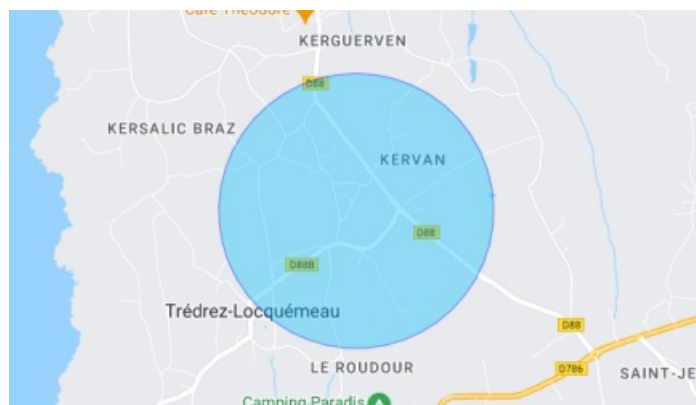 Café Théodore
KERGUERVEN
D88
KERSALIC BRAZ
KERVAN
D88
D88B
Trédrez-Locquémeau
D88
LE ROUDOUR
D786
SAINT-JE
Camping Paradis